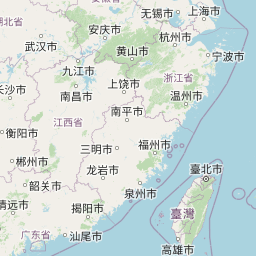 上海市
无锡市
湖北省
安庆市
杭州市
武汉市
黄山市
宁波市
九江市
浙江省
上饶市
长沙市
南昌市
温州市
南平市
江西省
衡阳市
三明市
福州市
郴州市
龙岩市
臺北市
韶关市
泉州市
清远市
揭阳市
臺灣
广东省
汕尾市
高雄市